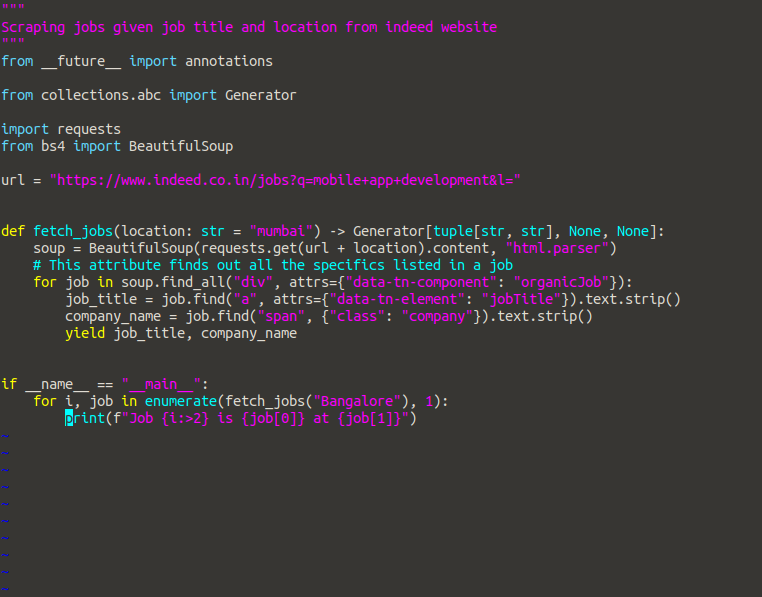 """
Scraping jobs given job title and location from indeed website
"""
from __future__ import annotations

from collections.abc import Generator

import requests
from bs4 import BeautifulSoup

url = "https://www.indeed.co.in/jobs?q=mobile+app+development&l="


def fetch_jobs(location: str = "mumbai") -> Generator[tuple[str, str], None, None]:
    soup = BeautifulSoup(requests.get(url + location).content, "html.parser")
    # This attribute finds out all the specifics listed in a job
    for job in soup.find_all("div", attrs={"data-tn-component": "organicJob"}):
        job_title = job.find("a", attrs={"data-tn-element": "jobTitle"}).text.strip()
        company_name = job.find("span", {"class": "company"}).text.strip()
        yield job_title, company_name


if __name__ == "__main__":
    for i, job in enumerate(fetch_jobs("Bangalore"), 1):
        print(f"Job {i:>2} is {job[0]} at {job[1]}")
~
~
~
~
~
~
~
~
~
~